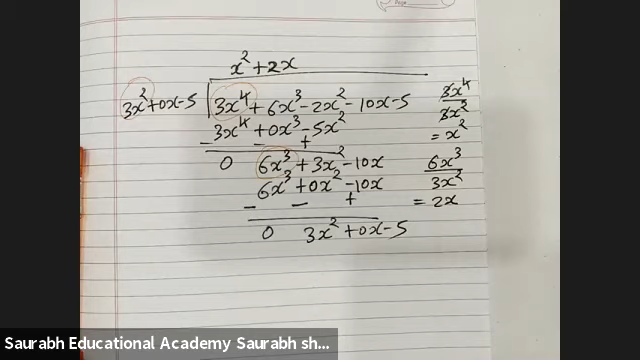 x² + 2x
3x² + 0x - 5 3x⁴ + 6x³ - 2x² - 10x - 5 3x⁴/3x²
3x⁴ + 0x³ - 5x² = x²
- - +
0 6x³ + 3x² - 10x 6x³/3x²
6x³ + 0x² - 10x = 2x
- - +
0 3x² + 0x - 5
Saurabh Educational Academy Saurabh sh...